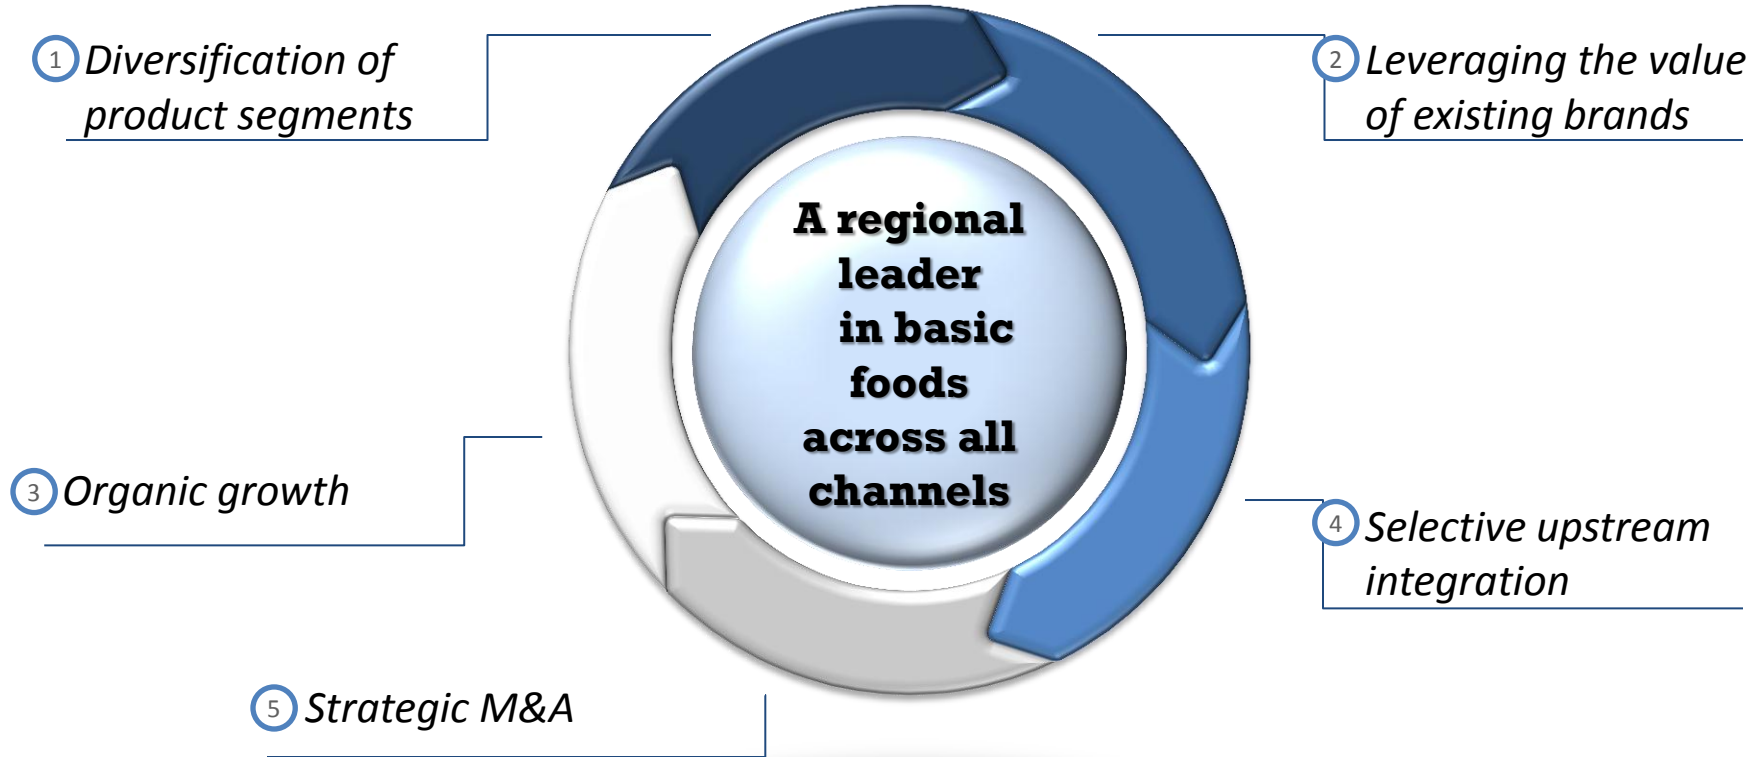 1 Diversification of
product segments
2 Leveraging the value
of existing brands
A regional
leader
in basic
foods
across all
channels
3 Organic growth
4 Selective upstream
integration
5 Strategic M&A